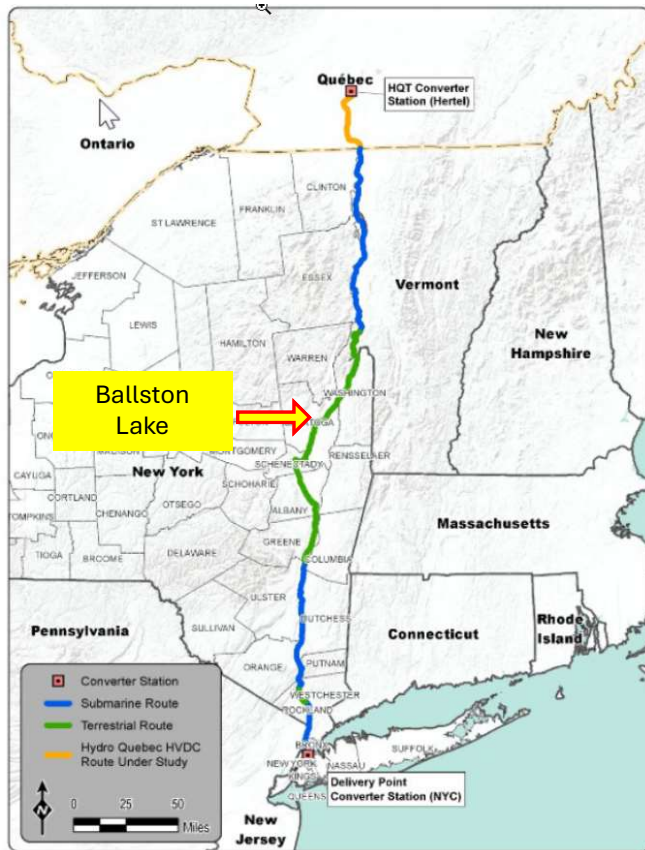 Québec
HQT Converter
Station (Hertel)
Ontario
CLINTON
FRANKLIN
ST LAWRENCE
JEFFERSON
ESSEX
Vermont
LEWIS
HAMILTON
WARREN
New
Hampshire
WASHINGTON
Ballston
Lake
MONTGOMERY
SCHENECTADY
RENSSELAER
New York
SCHOHARIE
CAYUGA
CORTLAND
CHENANGO
OTSEGO
ALBANY
Massachusetts
TOMPKINS
TIOGA
BROOME
DELAWARE
GREENE
COLUMBIA
ULSTER
DUTCHESS
Pennsylvania
SULLIVAN
Connecticut
Rhode
Island
ORANGE
PUTNAM
WESTCHESTER
ROCKLAND
Converter Station
Submarine Route
Terrestrial Route
Hydro Quebec HVDC
Route Under Study
BRONX
NEW YORK
NASSAU
SUFFOLK
KINGS
QUEENS
Delivery Point
Converter Station (NYC)
N
0 25 50
Miles
New
Jersey